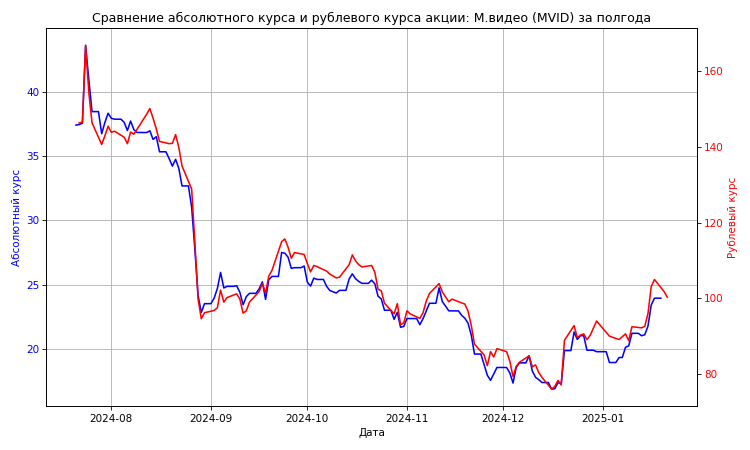 Сравнение абсолютного курса и рублевого курса акции: М.видео (MVID) за полгода
Абсолютный курс
40
35
30
25
20
160
140
120
100
80
Рублевый курс
2024-08 2024-09 2024-10 2024-11 2024-12 2025-01
Дата